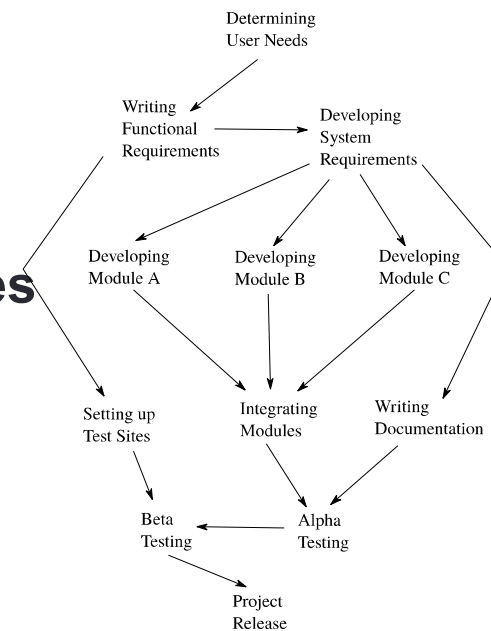 Determining
User Needs
Writing
Functional
Requirements
Developing
System
Requirements
Developing
Module A
Developing
Module B
Developing
Module C
es
Setting up
Test Sites
Integrating
Modules
Writing
Documentation
Beta
Testing
Alpha
Testing
Project
Release